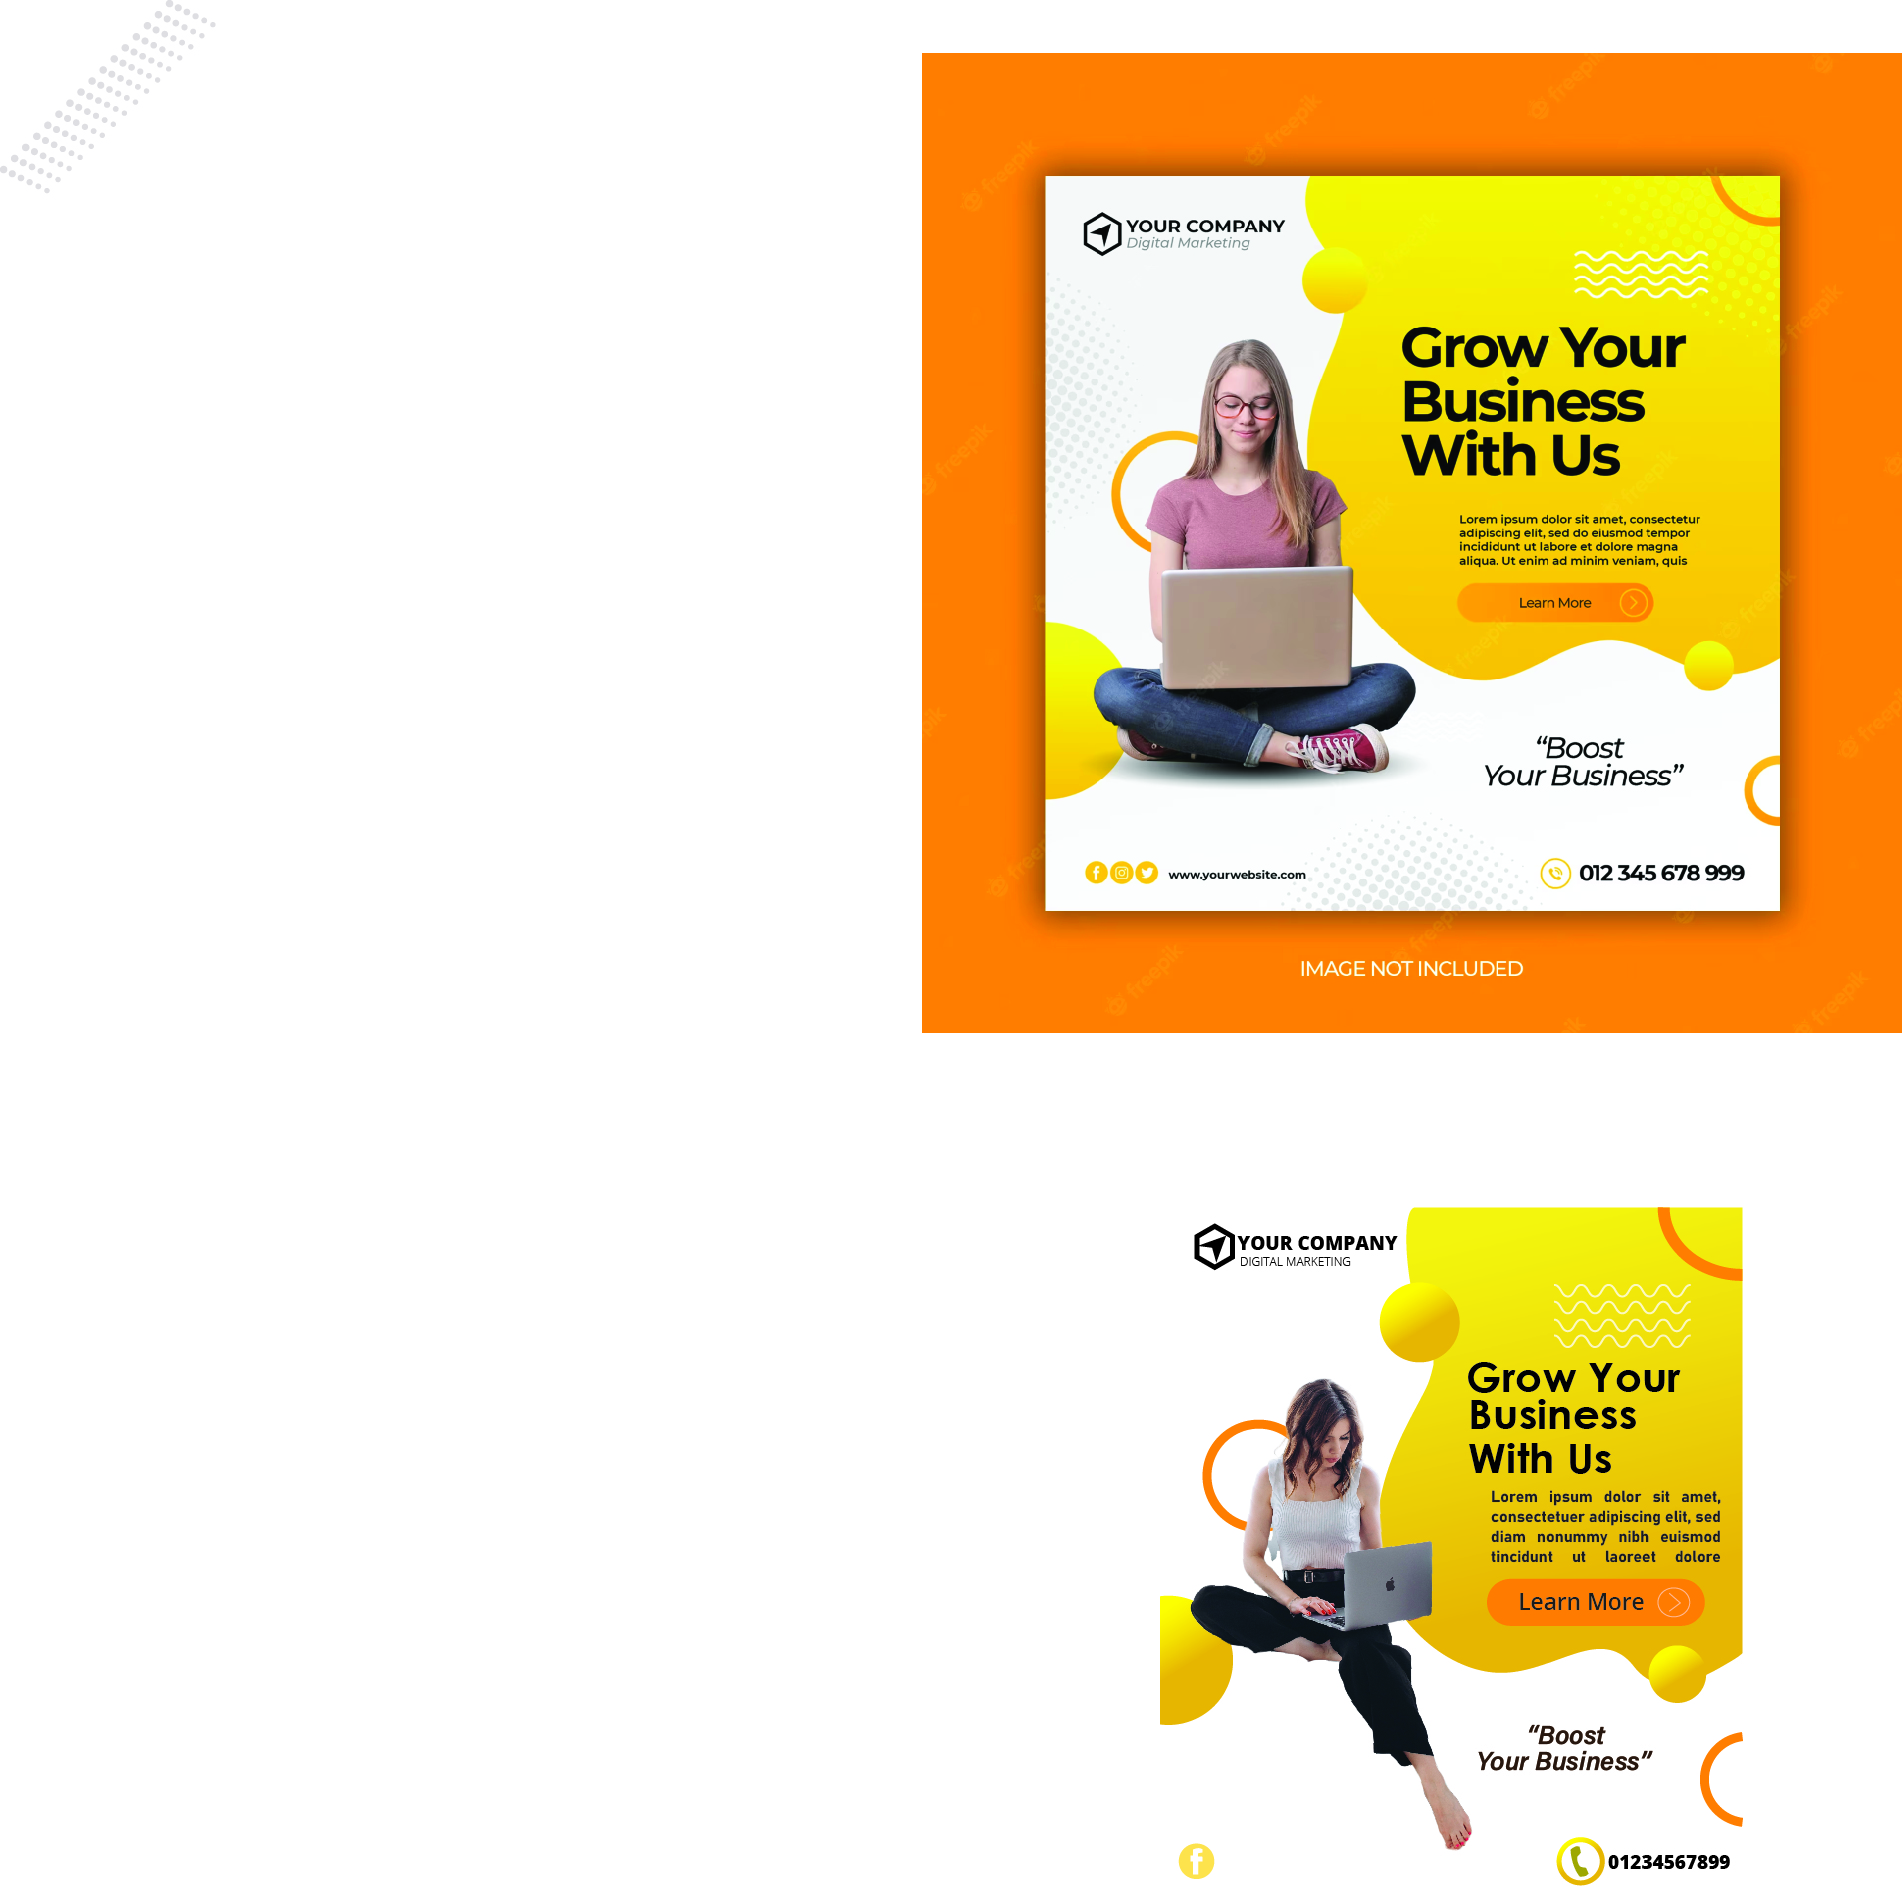 YOUR COMPANY
Digital Marketing
Grow Your
Business
With Us
Lorem ipsum dolor sit amet, consectetur
adipiscing elit, sed do eiusmod tempor
incididunt ut labore et dolore magna
aliqua. Ut enim ad minim veniam, quis
Learn More
“Boost
Your Business”
www.yourwebsite.com
012 345 678 999
IMAGE NOT INCLUDED
YOUR COMPANY
DIGITAL MARKETING
Grow Your
Business
With Us
Lorem ipsum dolor sit amet,
consectetuer adipiscing elit, sed
diam nonummy nibh euismod
tincidunt ut laoreet dolore
Learn More
“Boost
Your Business”
01234567899